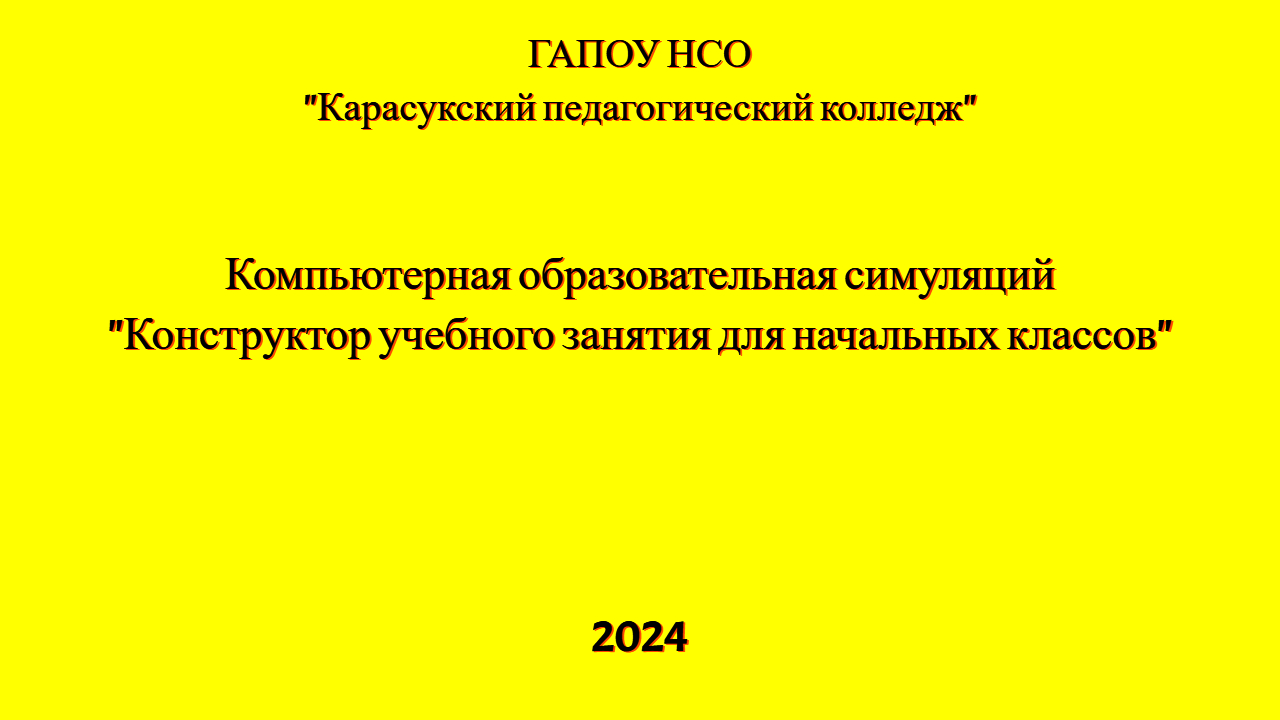 ГАПОУ НСО
"Карасукский педагогический колледж"
Компьютерная образовательная симуляций
"Конструктор учебного занятия для начальных классов"
2024